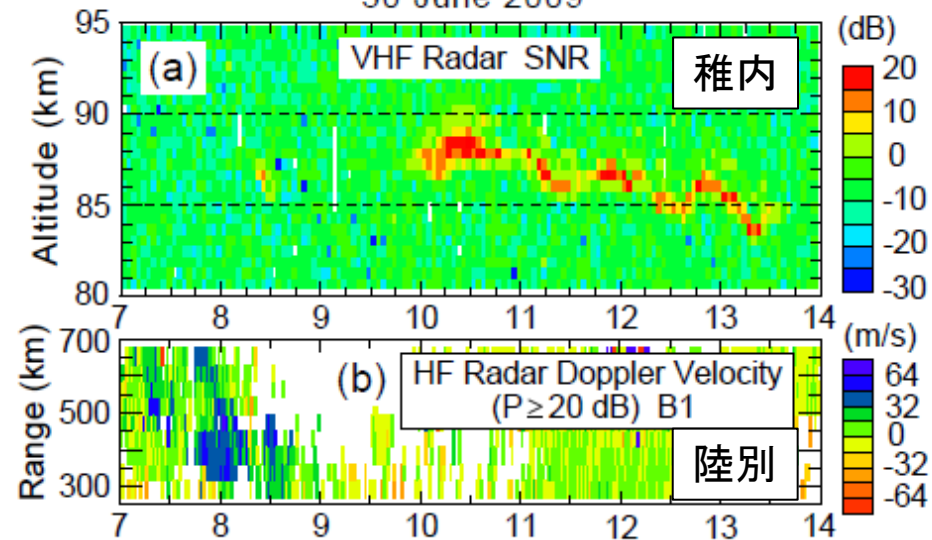 30 June 2009
95
90
85
80
Altitude (km)
(a)
VHF Radar SNR
稚内
(dB)
20
10
0
-10
-20
-30
7 8 9 10 11 12 13 14
700
500
300
Range (km)
(b)
HF Radar Doppler Velocity
(P≥20 dB) B1
陸別
(m/s)
64
32
0
-32
-64
7 8 9 10 11 12 13 14